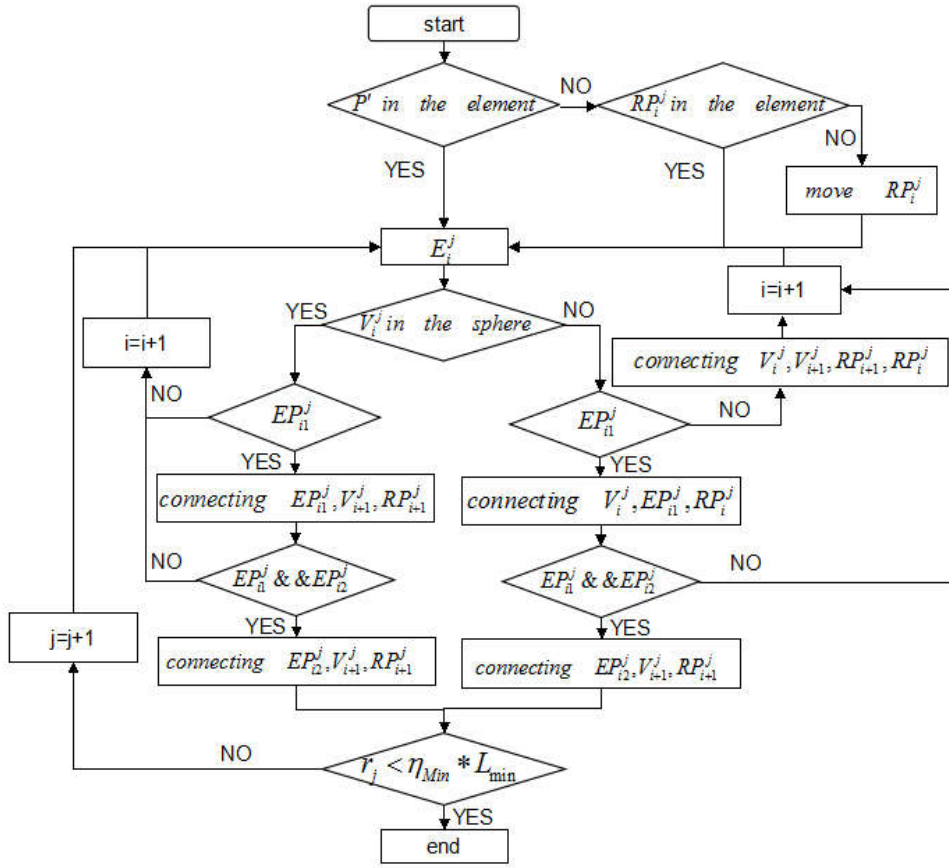 start
P' in the element
NO
RP_i^j in the element
NO
YES
YES
move RP_i^j
E_i^j
i=i+1
YES
V_i^j in the sphere
NO
i=i+1
connecting V_i^j, V_{i+1}^j, RP_{i+1}^j, RP_i^j
NO
EP_{i1}^j
EP_{i1}^j
NO
YES
YES
connecting EP_{i1}^j, V_{i+1}^j, RP_{i+1}^j
connecting V_i^j, EP_{i1}^j, RP_i^j
NO
EP_{i1}^j & & EP_{i2}^j
EP_{i1}^j & & EP_{i2}^j
NO
YES
YES
j=j+1
connecting EP_{i2}^j, V_{i+1}^j, RP_{i+1}^j
connecting EP_{i2}^j, V_{i+1}^j, RP_{i+1}^j
NO
r_j < η_{Min} * L_{min}
YES
end